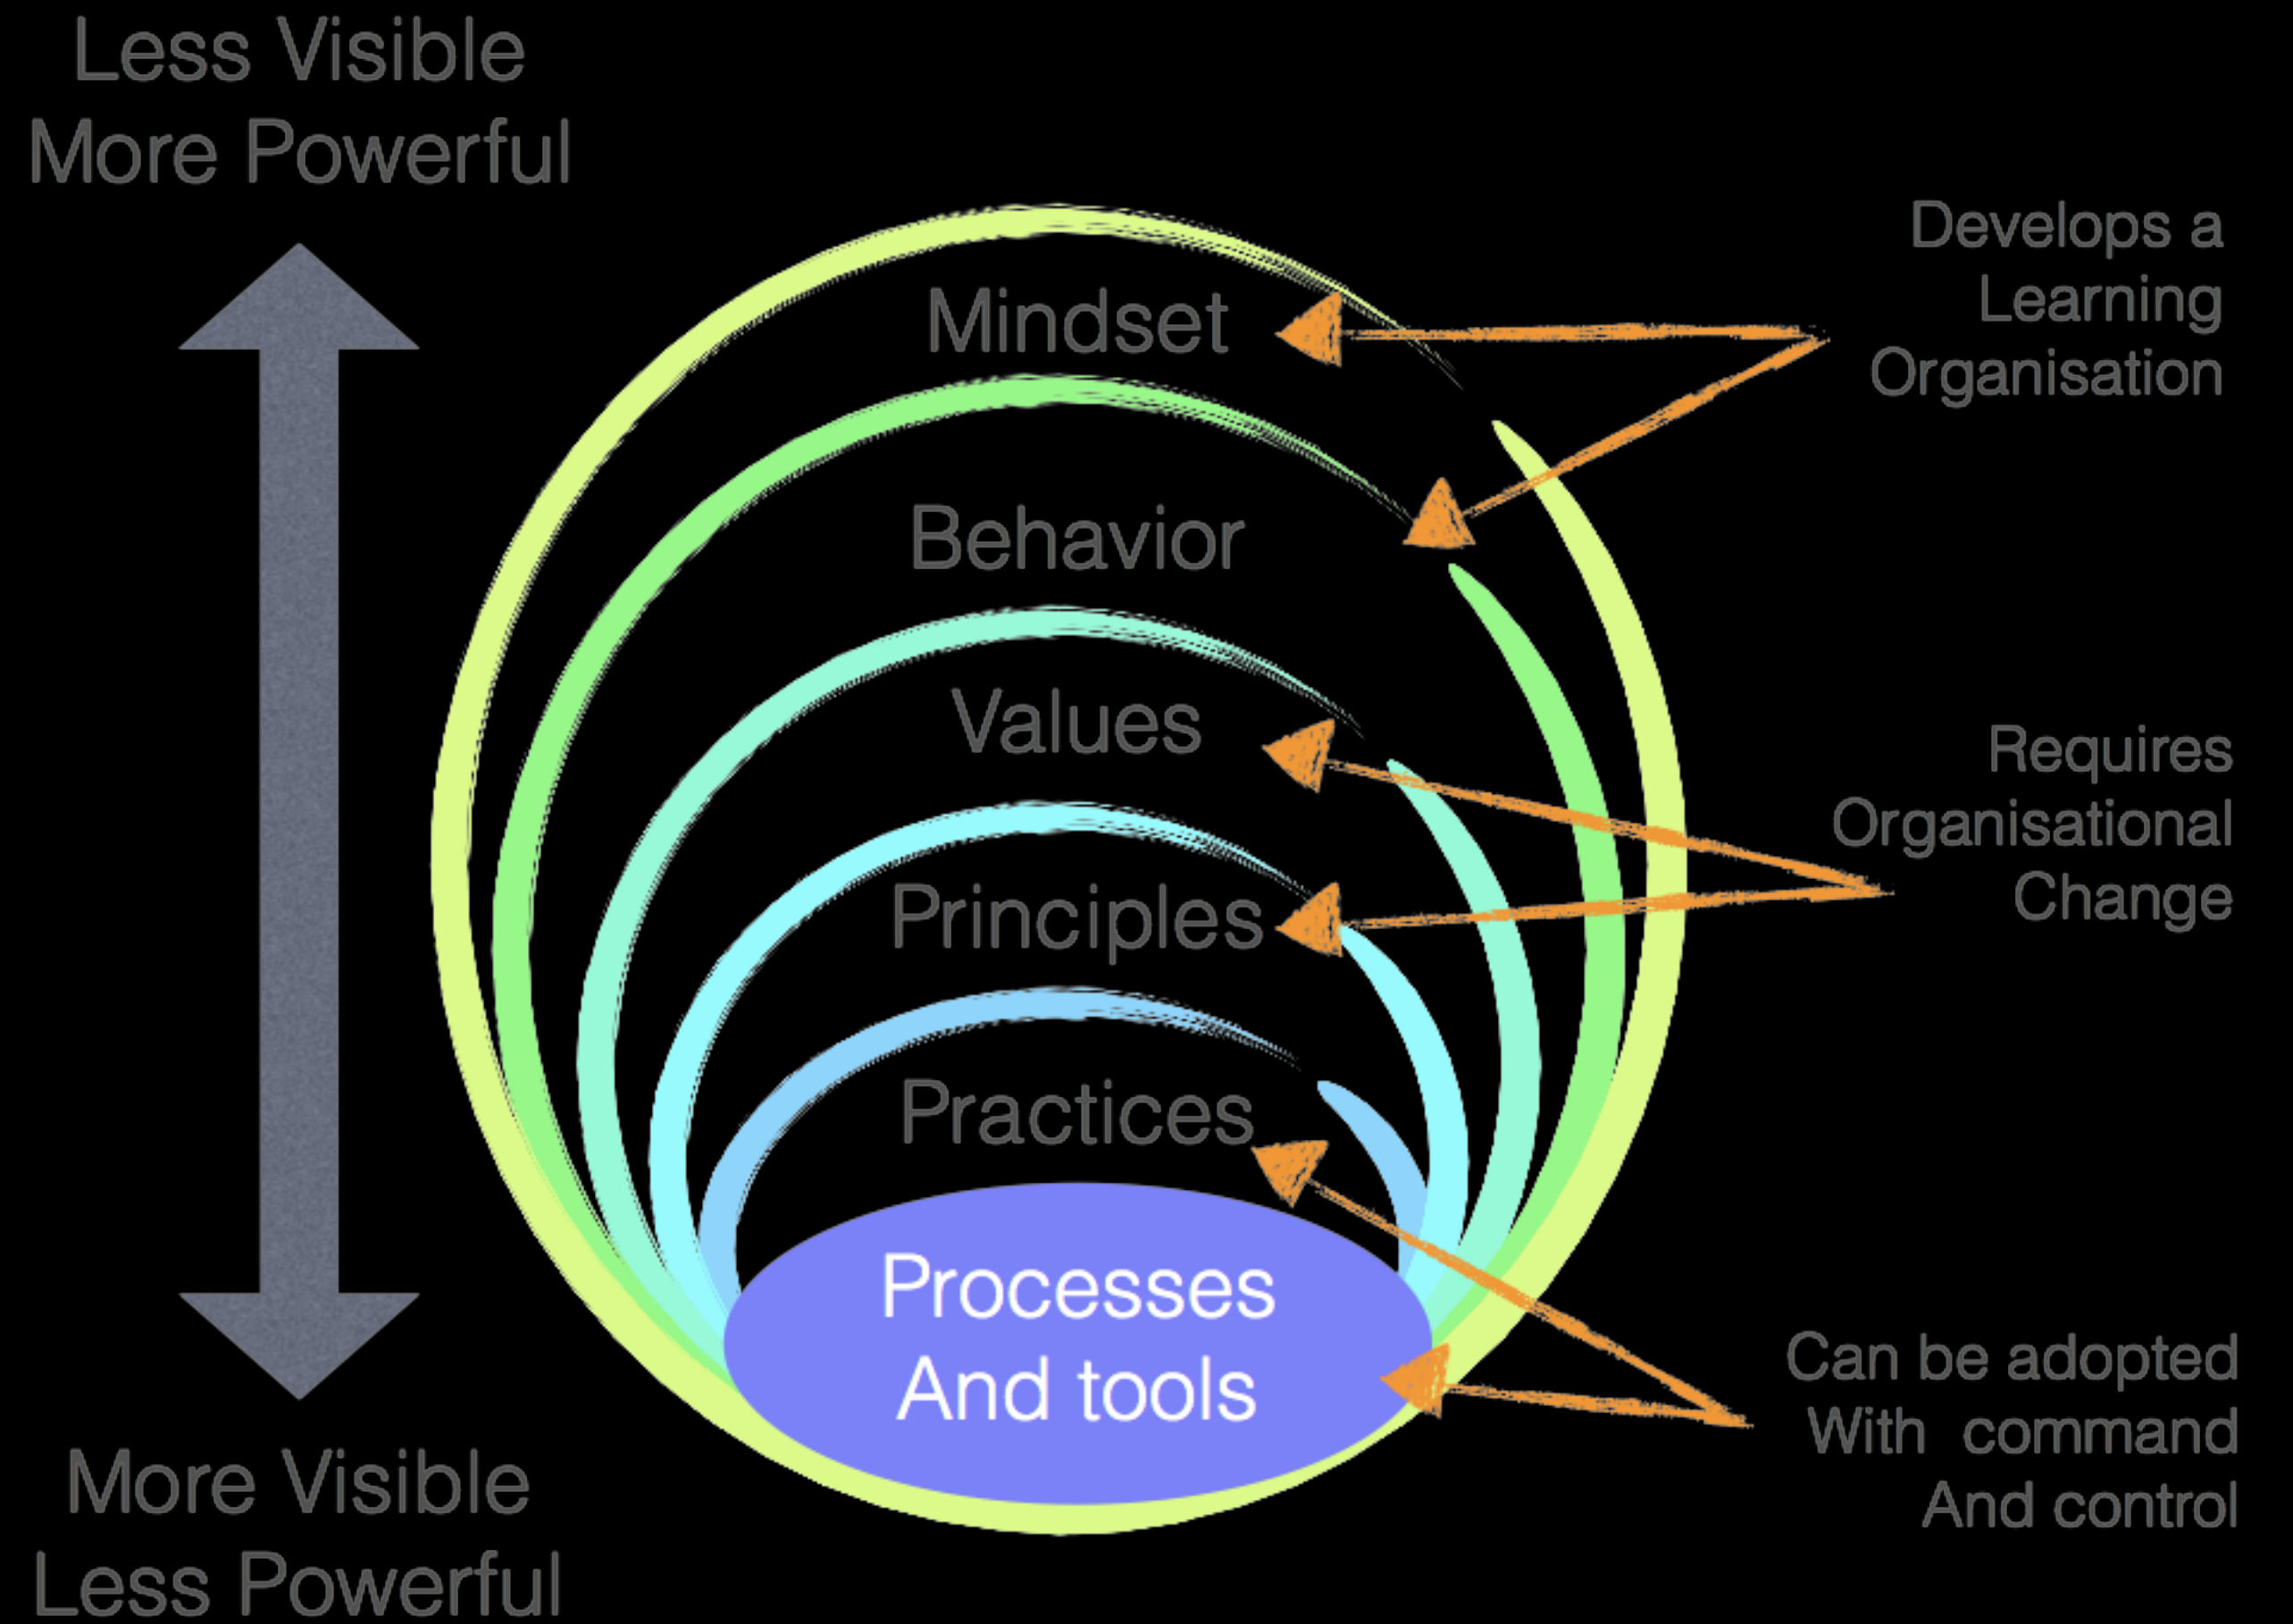 Less Visible
More Powerful
Mindset
Develops a
Learning
Organisation
Behavior
Values
Requires
Organisational
Change
Principles
Practices
Processes
And tools
Can be adopted
With command
And control
More Visible
Less Powerful